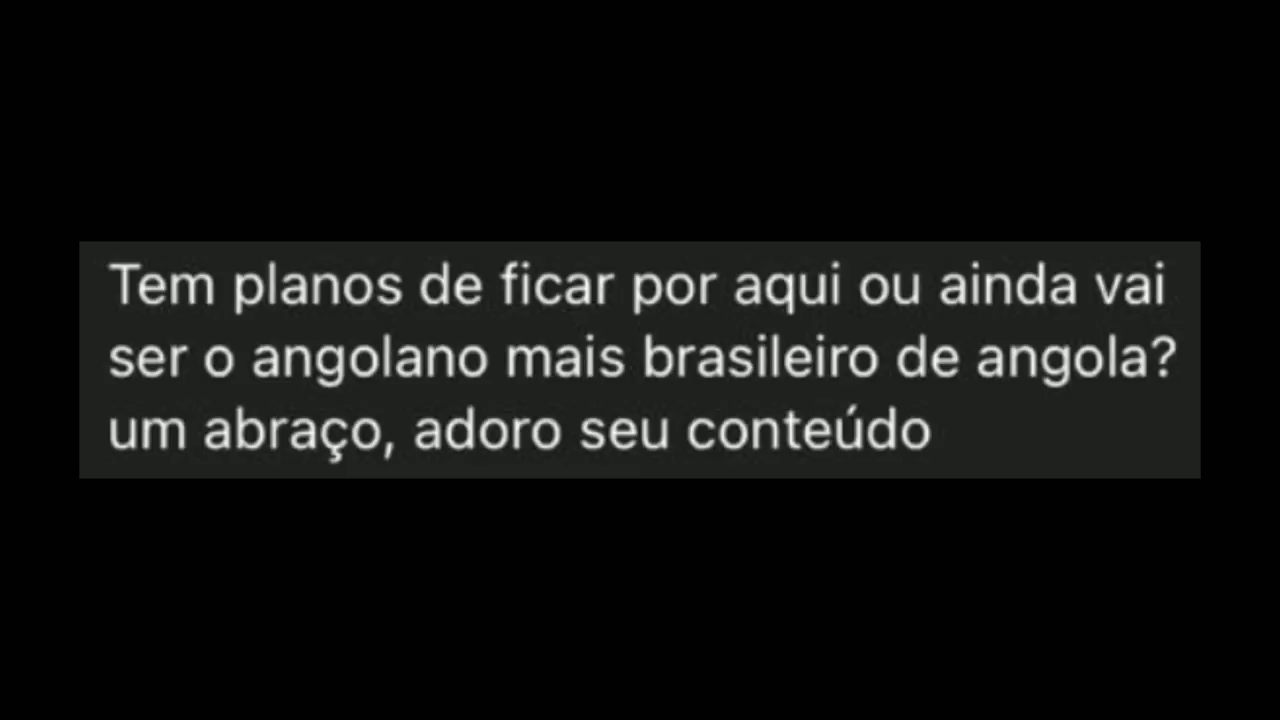 Tem planos de ficar por aqui ou ainda vai
ser o angolano mais brasileiro de angola?
um abraço, adoro seu conteúdo